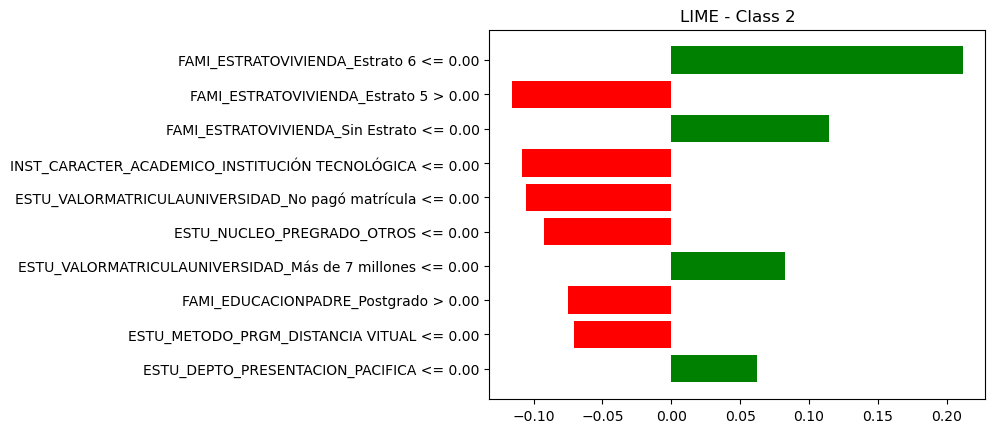 LIME - Class 2
FAMI_ESTRATOVIVIENDA_Estrato 6 <= 0.00
FAMI_ESTRATOVIVIENDA_Estrato 5 > 0.00
FAMI_ESTRATOVIVIENDA_Sin Estrato <= 0.00
INST_CARACTER_ACADEMICO_INSTITUCIÓN TECNOLÓGICA <= 0.00
ESTU_VALORMATRICULAUNIVERSIDAD_No pagó matrícula <= 0.00
ESTU_NUCLEO_PREGRADO_OTROS <= 0.00
ESTU_VALORMATRICULAUNIVERSIDAD_Más de 7 millones <= 0.00
FAMI_EDUCACIONPADRE_Postgrado > 0.00
ESTU_METODO_PRGM_DISTANCIA VITUAL <= 0.00
ESTU_DEPTO_PRESENTACION_PACIFICA <= 0.00
−0.10 −0.05 0.00 0.05 0.10 0.15 0.20